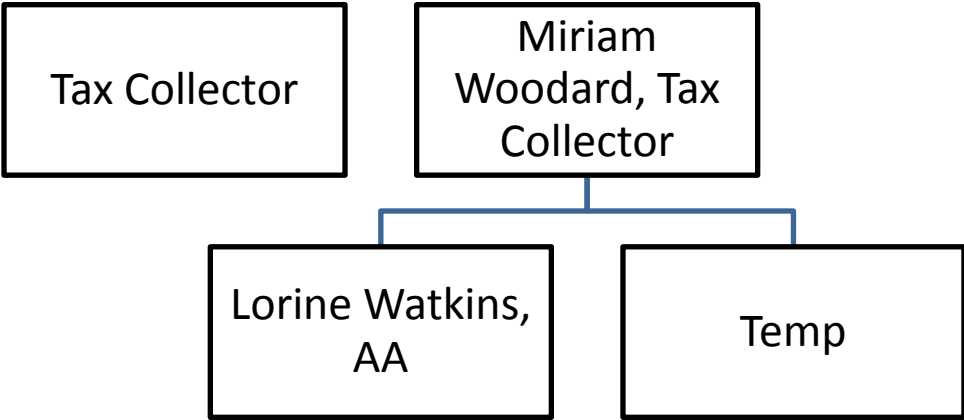 Tax Collector
Miriam
Woodard, Tax
Collector
Lorine Watkins,
AA
Temp